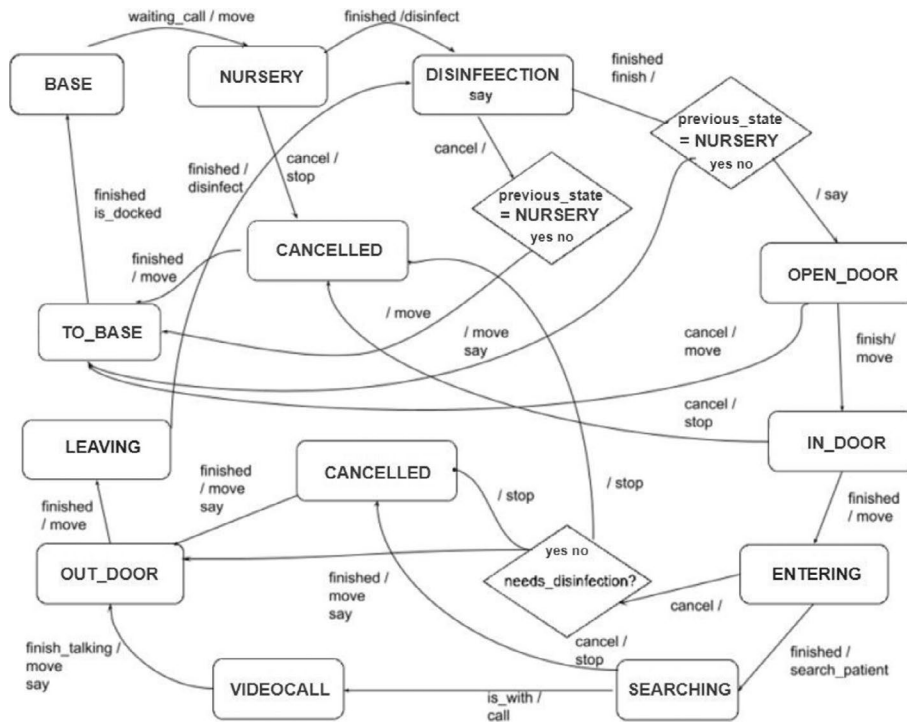 waiting_call / move
finished /disinfect
BASE
NURSERY
DISINFEECTION
say
finished
finish /
previous_state
= NURSERY
yes no
cancel /
stop
cancel /
finished /
disinfect
previous_state
= NURSERY
yes no
/ say
finished
is_docked
CANCELLED
finished
/ move
OPEN_DOOR
TO_BASE
/ move
/ move
say
cancel /
move
finish/
move
cancel /
stop
LEAVING
CANCELLED
IN_DOOR
finished
/ move
say
/ stop
/ stop
finished
/ move
finished
/ move
OUT_DOOR
yes no
needs_disinfection?
ENTERING
finished /
move
say
cancel /
finish_talking /
move
say
cancel /
stop
finished /
search_patient
VIDEOCALL
is_with /
call
SEARCHING